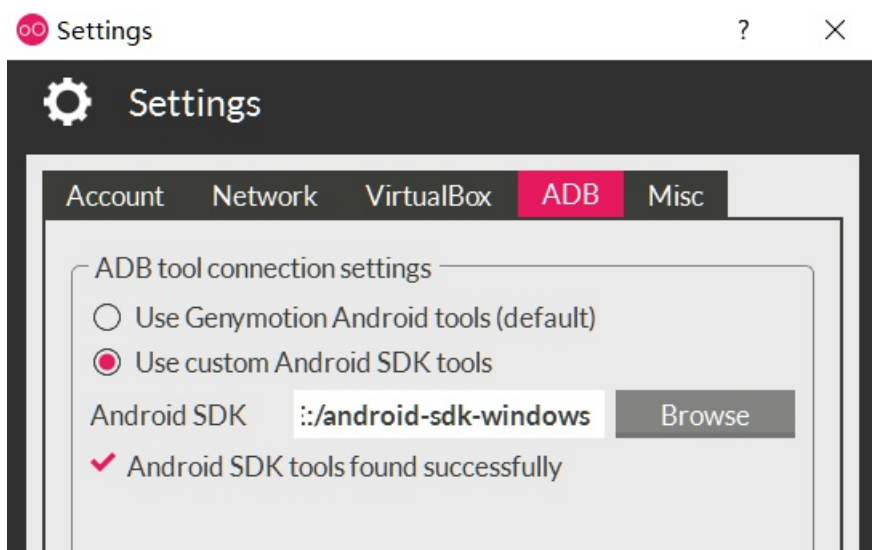 Settings
?
Settings
Account Network VirtualBox ADB Misc
ADB tool connection settings
Use Genymotion Android tools (default)
Use custom Android SDK tools
Android SDK :/android-sdk-windows Browse
Android SDK tools found successfully